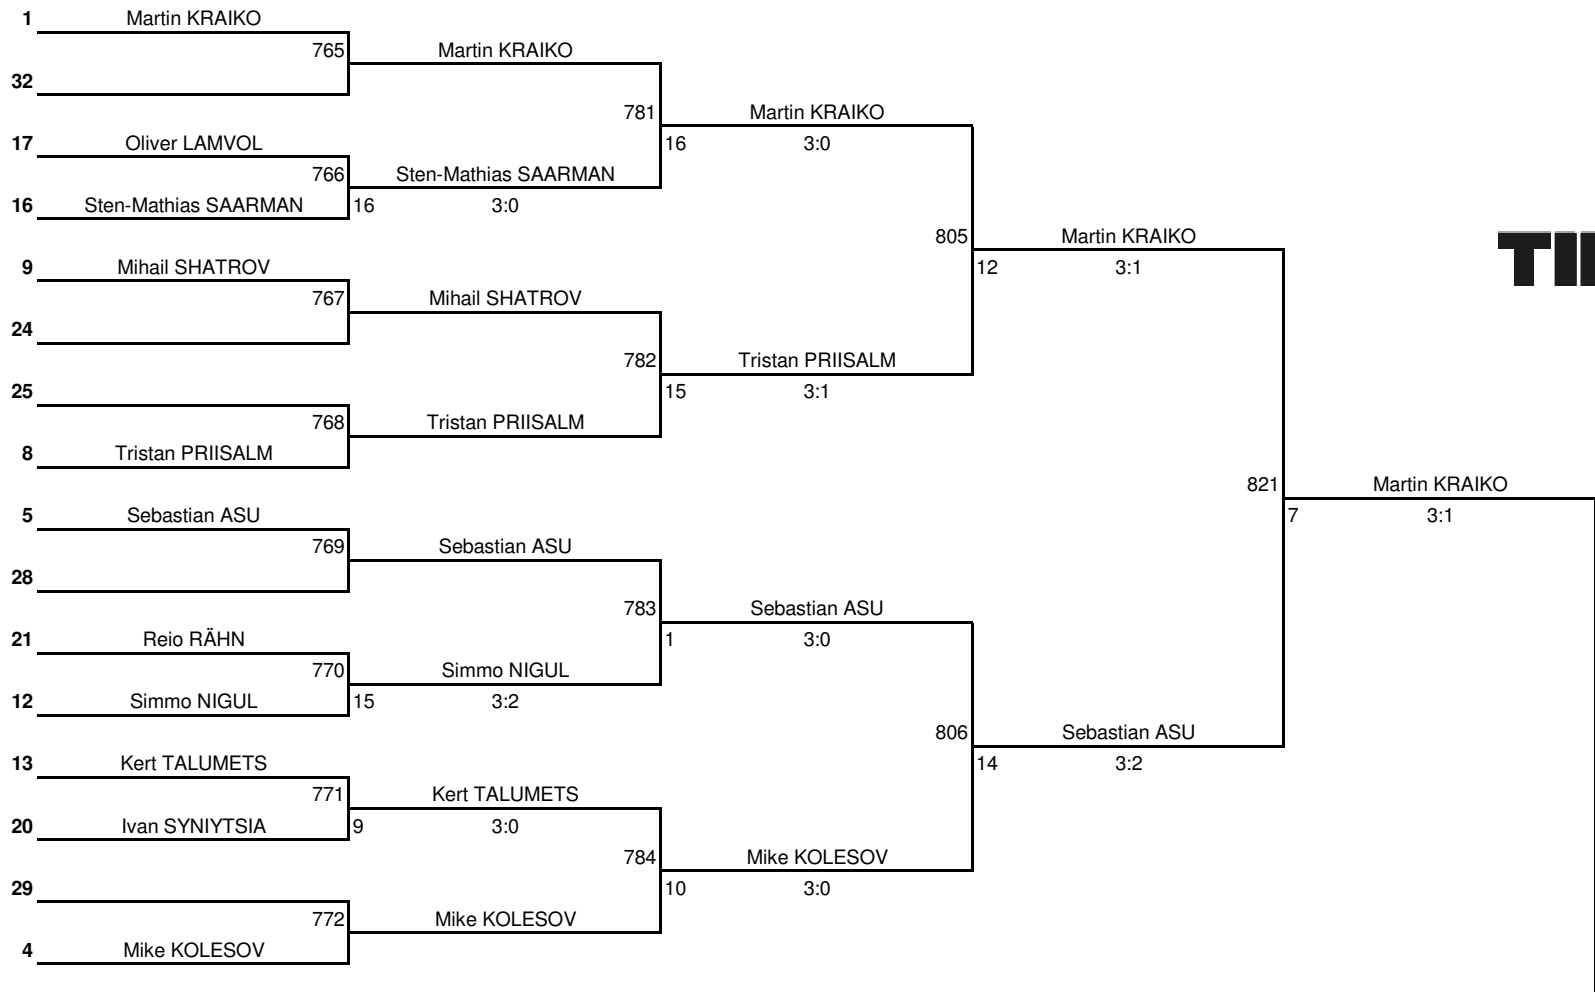 1 Martin KRAIKO
765 Martin KRAIKO
32
781 Martin KRAIKO
17 Oliver LAMVOL
16 3:0
766 Sten-Mathias SAARMAN
16 Sten-Mathias SAARMAN 16 3:0
805 Martin KRAIKO
9 Mihail SHATROV
12 3:1
767 Mihail SHATROV
24
782 Tristan PRIISALM
25
15 3:1
768 Tristan PRIISALM
8 Tristan PRIISALM
821 Martin KRAIKO
5 Sebastian ASU
7 3:1
769 Sebastian ASU
28
783 Sebastian ASU
21 Reio RÄHN
1 3:0
770 Simmo NIGUL
12 Simmo NIGUL 15 3:2
806 Sebastian ASU
13 Kert TALUMETS
14 3:2
771 Kert TALUMETS
20 Ivan SYNIYTSIA 9 3:0
784 Mike KOLESOV
29
10 3:0
772 Mike KOLESOV
4 Mike KOLESOV